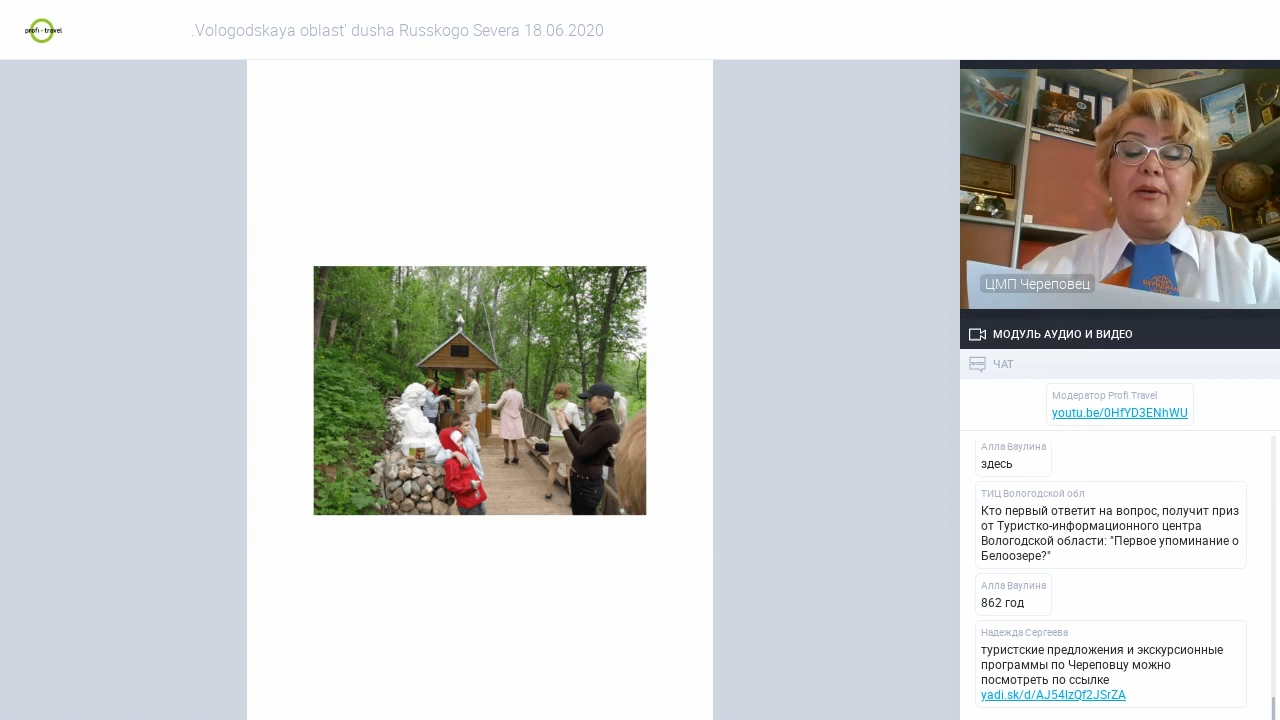 profi travel
.Vologodskaya oblast' dusha Russkogo Severa 18.06.2020
ВОЛОГОДСКАЯ
ОБЛАСТЬ
ЦМП Череповец
МОДУЛЬ АУДИО И ВИДЕО
ЧАТ
Модератор Profi.Travel
youtu.be/0HfYD3ENhWU
Алла Ваулина
здесь
ТИЦ Вологодской обл
Кто первый ответит на вопрос, получит приз
от Туристко-информационного центра
Вологодской области: "Первое упоминание о
Белоозере?"
Алла Ваулина
862 год
Надежда Сергеева
туристские предложения и экскурсионные
программы по Череповцу можно
посмотреть по ссылке
yadi.sk/d/AJ54IzQf2JSrZA